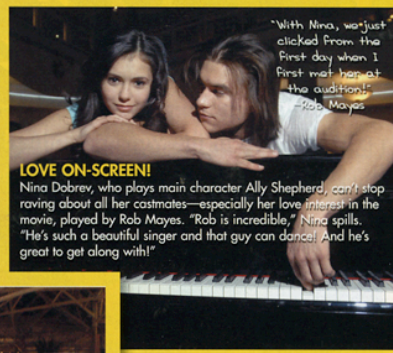 "With Nina, we just
clicked from the
first day when I
first met her at
the audition!"
-Rob Mayes
LOVE ON-SCREEN!
Nina Dobrev, who plays main character Ally Shepherd, can't stop
raving about all her castmates—especially her love interest in the
movie, played by Rob Mayes. "Rob is incredible," Nina spills.
"He's such a beautiful singer and that guy can dance! And he's
great to get along with!"